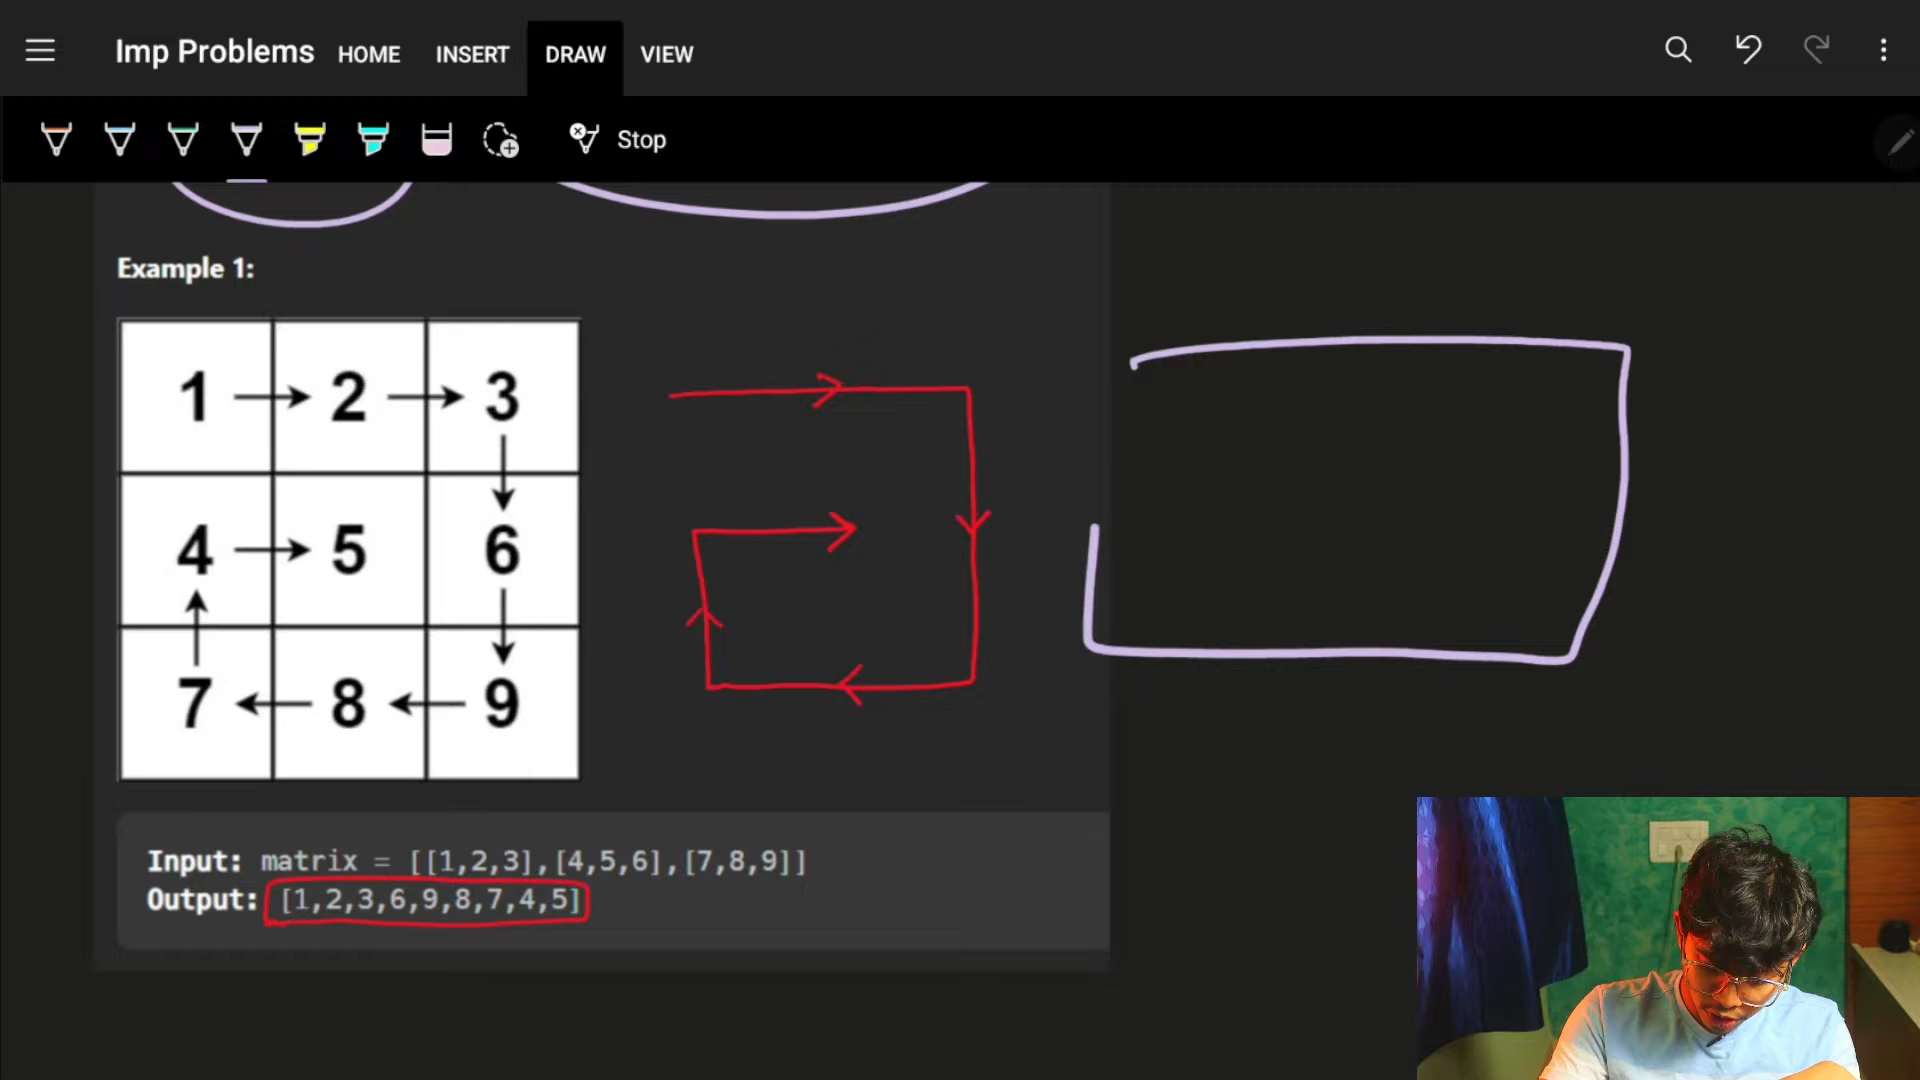 Imp Problems HOME INSERT DRAW VIEW
Stop
Example 1:
1 2 3
4 5 6
7 8 9
Input: matrix = [[1,2,3],[4,5,6],[7,8,9]]
Output: [1,2,3,6,9,8,7,4,5]